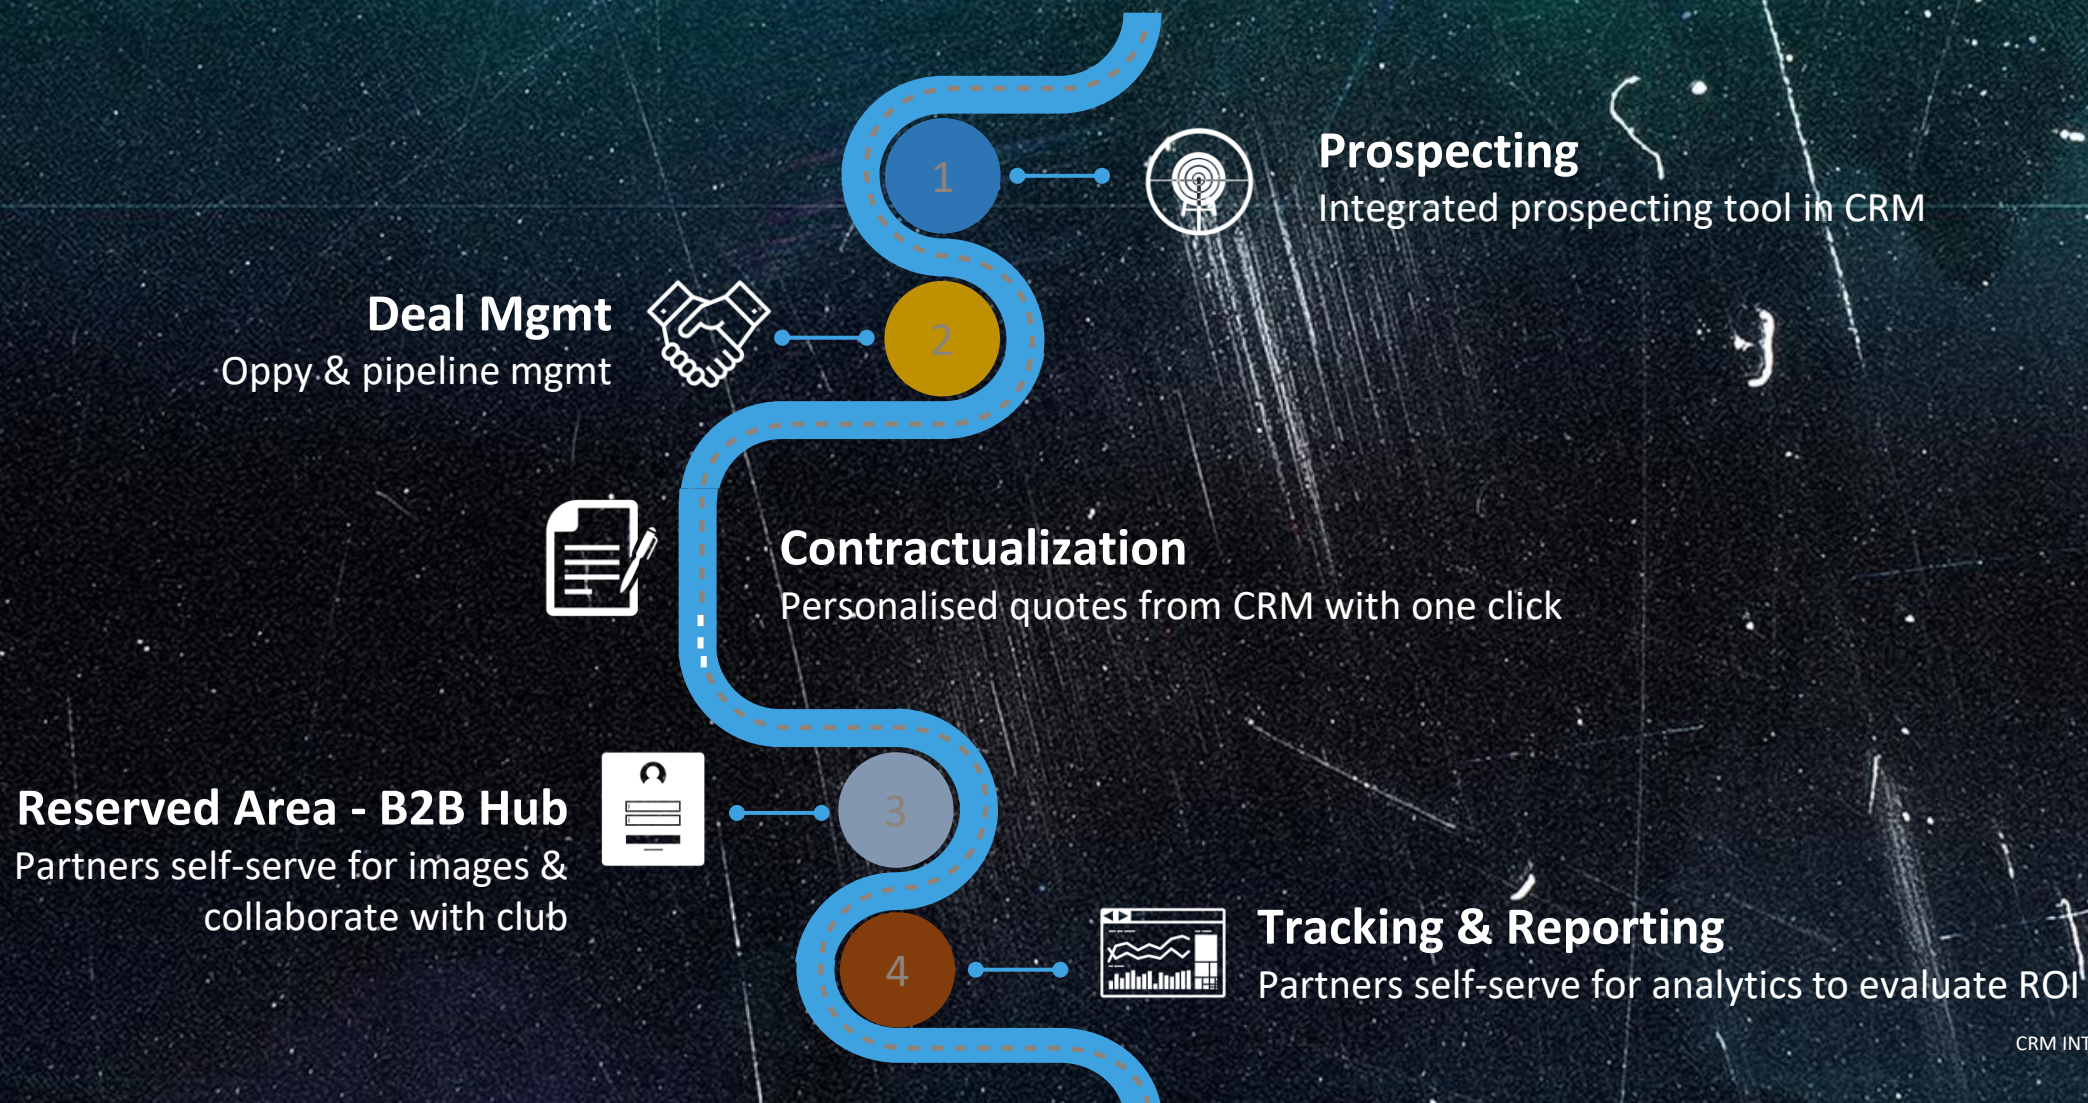 1
Prospecting
Integrated prospecting tool in CRM
Deal Mgmt
Oppy & pipeline mgmt
2
Contractualization
Personalised quotes from CRM with one click
Reserved Area - B2B Hub
Partners self-serve for images &
collaborate with club
3
4
Tracking & Reporting
Partners self-serve for analytics to evaluate ROI
CRM INT